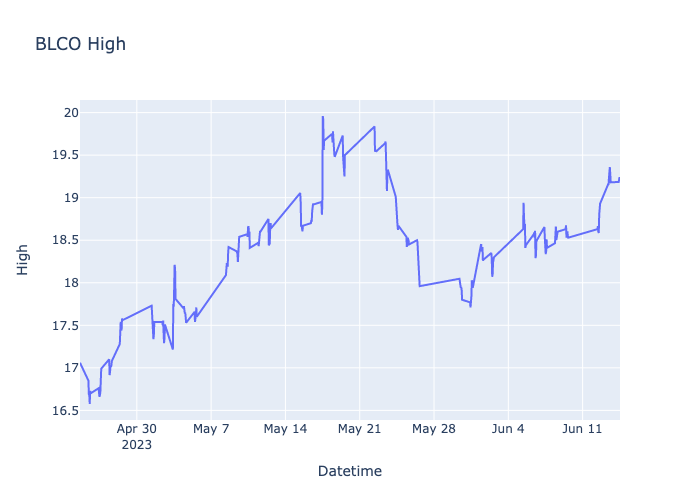 BLCO High
20
19.5
19
18.5
18
17.5
17
16.5
High
Apr 30
2023
May 7
May 14
May 21
May 28
Jun 4
Jun 11
Datetime